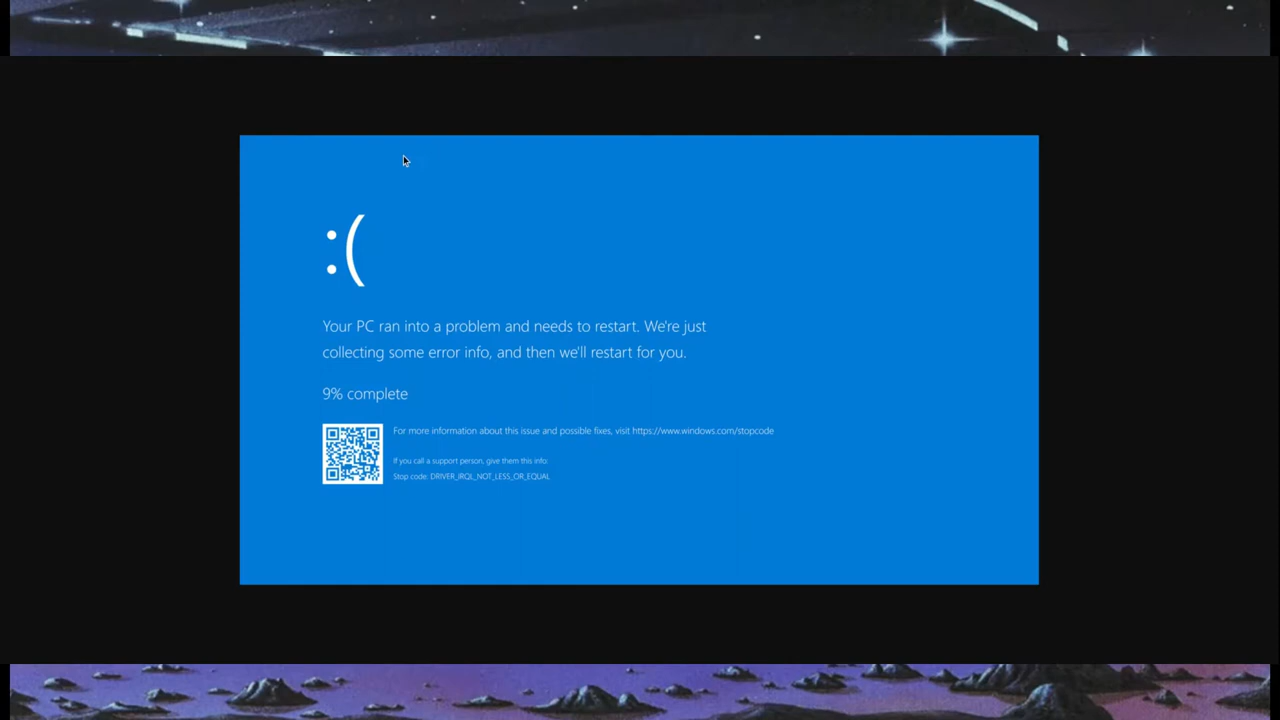 :(
Your PC ran into a problem and needs to restart. We're just
collecting some error info, and then we'll restart for you.
9% complete
For more information about this issue and possible fixes, visit https://www.windows.com/stopcode
If you call a support person, give them this info:
Stop code: DRIVER_IRQL_NOT_LESS_OR_EQUAL